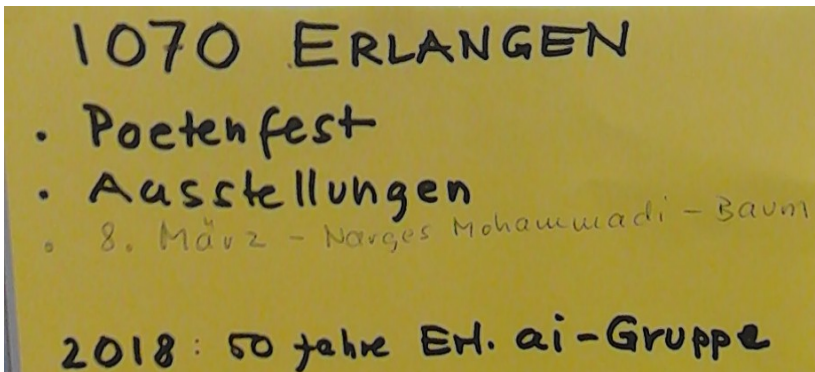 1070 ERLANGEN
• Poetenfest
• Ausstellungen
• 8. März - Narges Mohammadi - Baum
2018: 50 Jahre Erl. ai-Gruppe